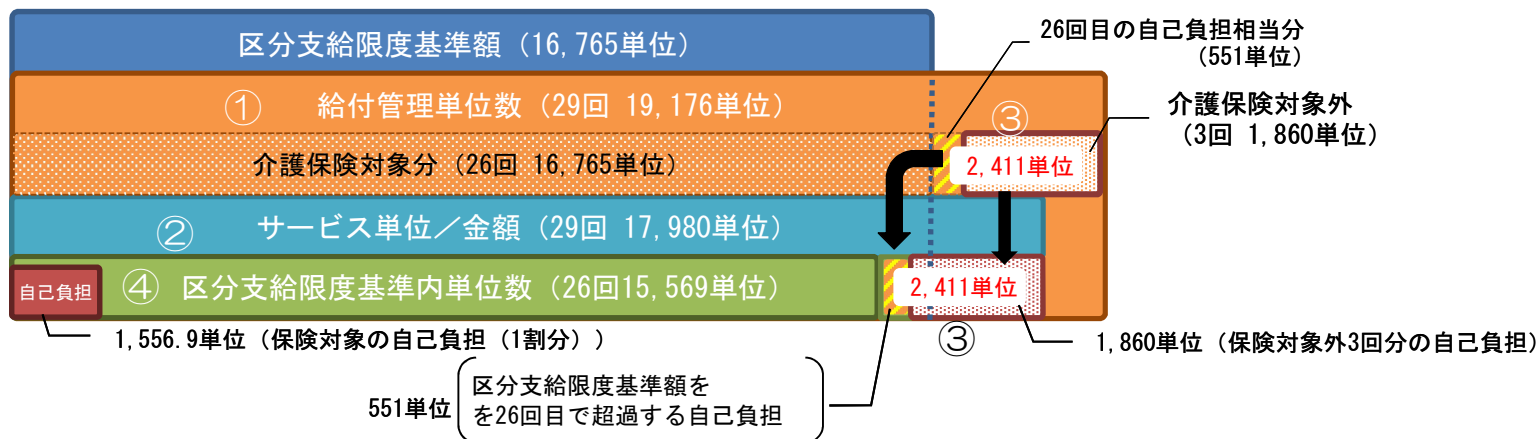 区分支給限度基準額（16,765単位）
26回目の自己負担相当分
（551単位）
① 給付管理単位数（29回 19,176単位）
③
介護保険対象外
（3回 1,860単位）
介護保険対象分（26回 16,765単位）
2,411単位
② サービス単位／金額（29回 17,980単位）
自己負担
④ 区分支給限度基準内単位数（26回15,569単位）
2,411単位
③
1,556.9単位（保険対象の自己負担（1割分））
1,860単位（保険対象外3回分の自己負担）
551単位
区分支給限度基準額を
を26回目で超過する自己負担